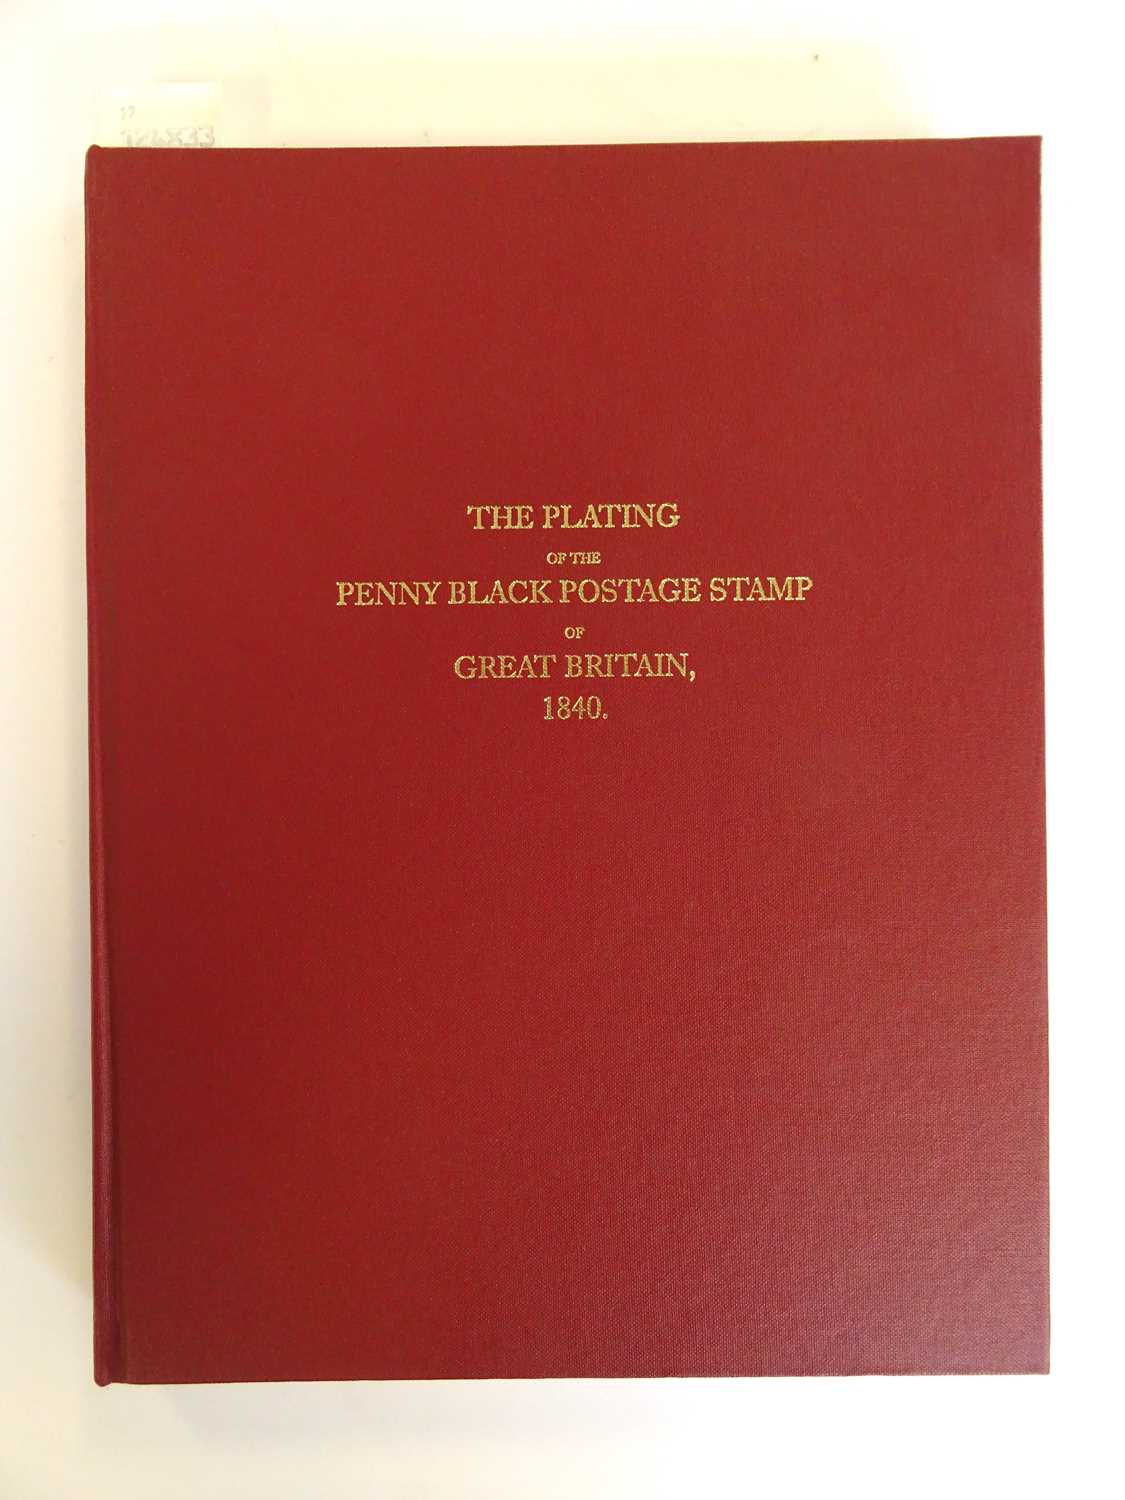 THE PLATING
OF THE
PENNY BLACK POSTAGE STAMP
OF
GREAT BRITAIN,
1840.